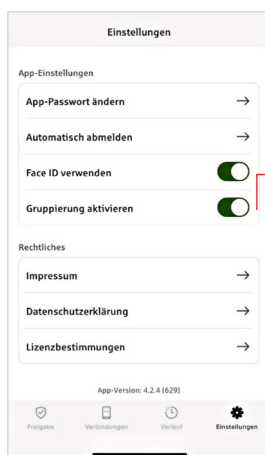 Einstellungen
App-Einstellungen
App-Passwort ändern
Automatisch abmelden
Face ID verwenden
Gruppierung aktivieren
Rechtliches
Impressum
Datenschutzerklärung
Lizenzbestimmungen
App-Version: 4.2.4 (629)
Freigabe Verbindungen Verlauf Einstellungen